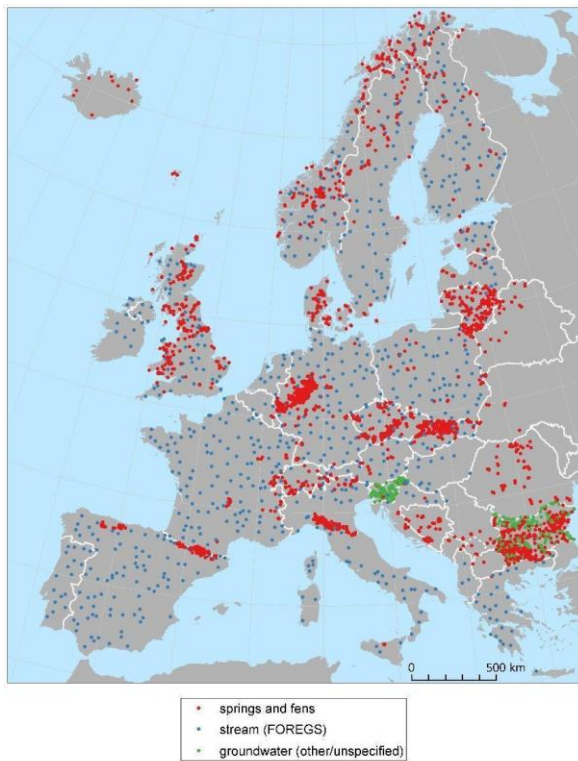 0 500 km
springs and fens
stream (FOREGS)
groundwater (other/unspecified)